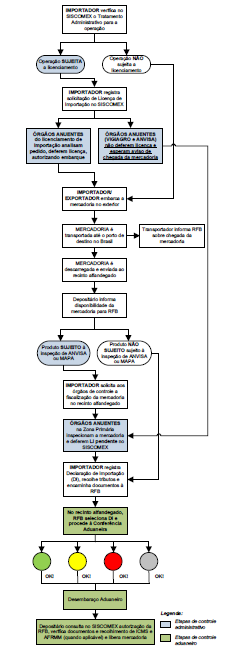 IMPORTADOR verifica no
SISCOMEX o Tratamento
Administrativo para a
operação
Operação SUJEITA
a licenciamento
Operação NÃO
sujeita a
licenciamento
IMPORTADOR registra
solicitação de Licença de
Importação no SISCOMEX
ÓRGÃOS ANUENTES
do licenciamento de
Importação analisam
pedido, deferem licença,
autorizando embarque
ÓRGÃOS ANUENTES
(VIGIAGRO e ANVISA)
não deferem licença e
esperam aviso de
chegada da mercadoria
IMPORTADOR/
EXPORTADOR embarca a
mercadoria no exterior
MERCADORIA é
transportada até o porto de
destino no Brasil
Transportador informa RFB
sobre chegada da
mercadoria
MERCADORIA é
descarregada e enviada ao
recinto alfandegado
Depositário informa
disponibilidade da
mercadoria para RFB
Produto SUJEITO à
inspeção de ANVISA
ou MAPA
Produto NÃO
SUJEITO sujeito à
inspeção de ANVISA
ou MAPA
IMPORTADOR solicita aos
órgãos de controle a
fiscalização da mercadoria
no recinto alfandegado
ÓRGÃOS ANUENTES
na Zona Primária
inspecionam a mercadoria
e deferem LI pendente no
SISCOMEX
IMPORTADOR registra
Declaração de Importação
(DI), recolhe tributos e
encaminha documentos à
RFB
No recinto alfandegado,
RFB seleciona DI e
procede à Conferência
Aduaneira
OK!
OK!
OK!
OK!
Desembaraço Aduaneiro
Depositário consulta no SISCOMEX autorização da
RFB, verifica documentos e recolhimento de ICMS e
AFRMM (quando aplicável) e libera mercadoria
Legenda:
Etapas de controle
administrativo
Etapas de controle
aduaneiro